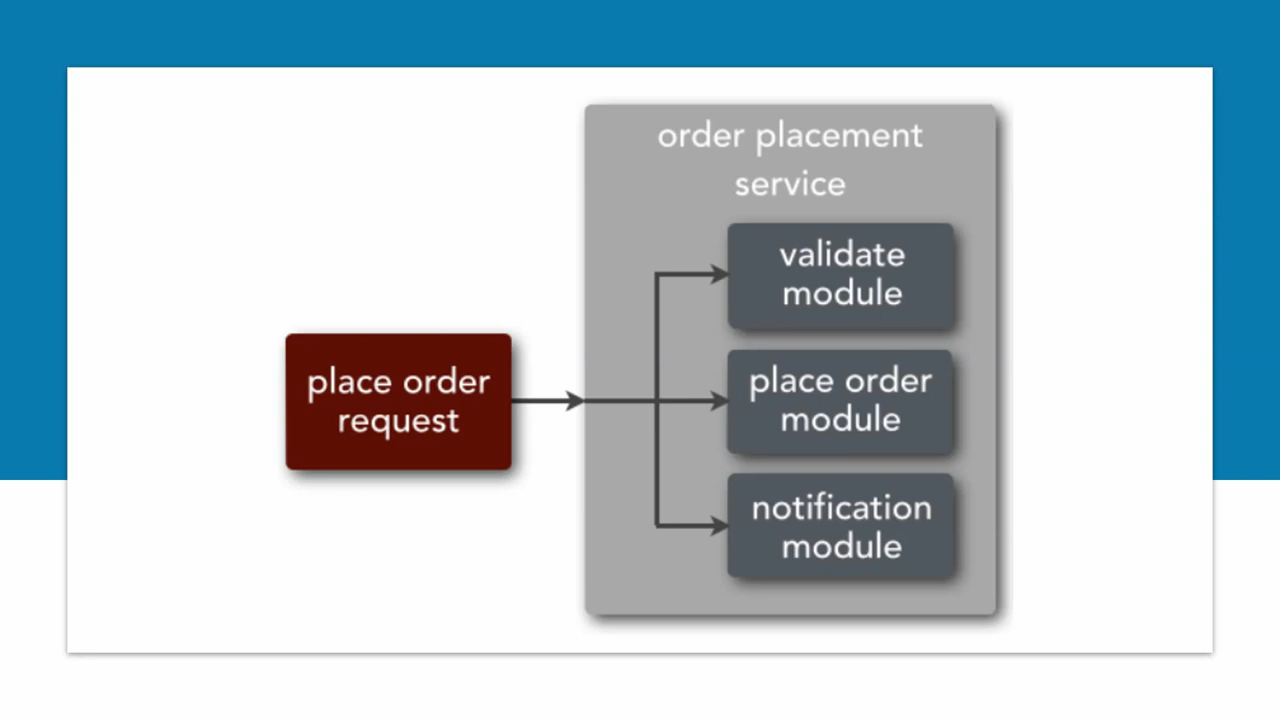 order placement
service
validate
module
place order
request
place order
module
notification
module